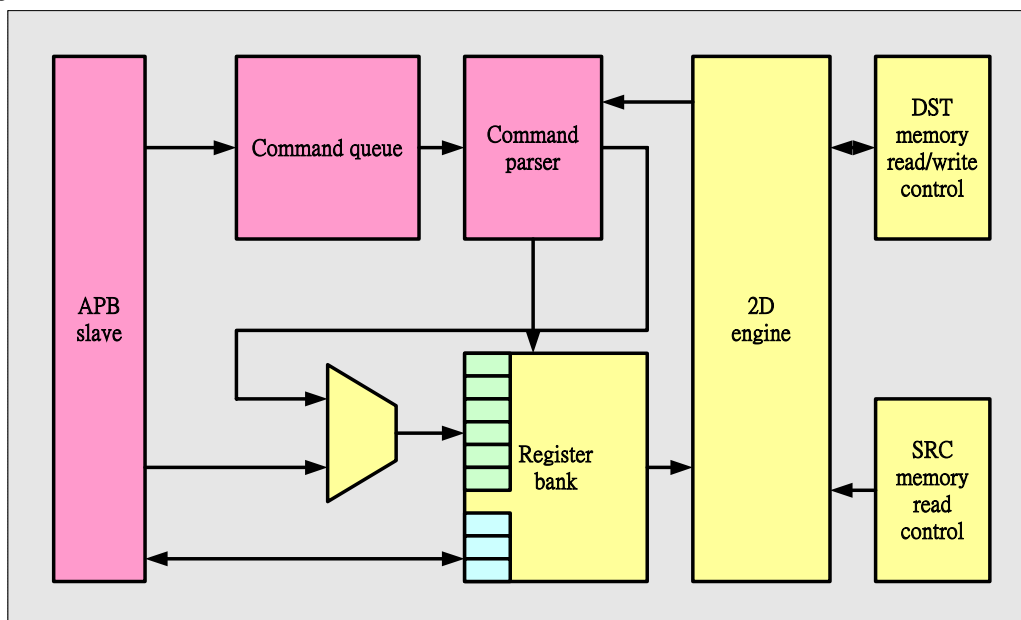 APB
slave
Command queue
Command
parser
2D
engine
DST
memory
read/write
control
Register
bank
SRC
memory
read
control